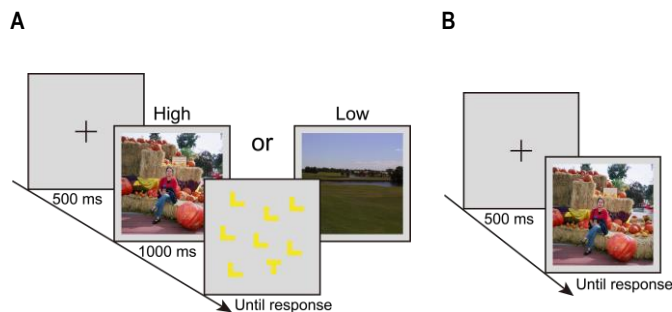 A
B
High
or
Low
500 ms
1000 ms
Until response
500 ms
Until response